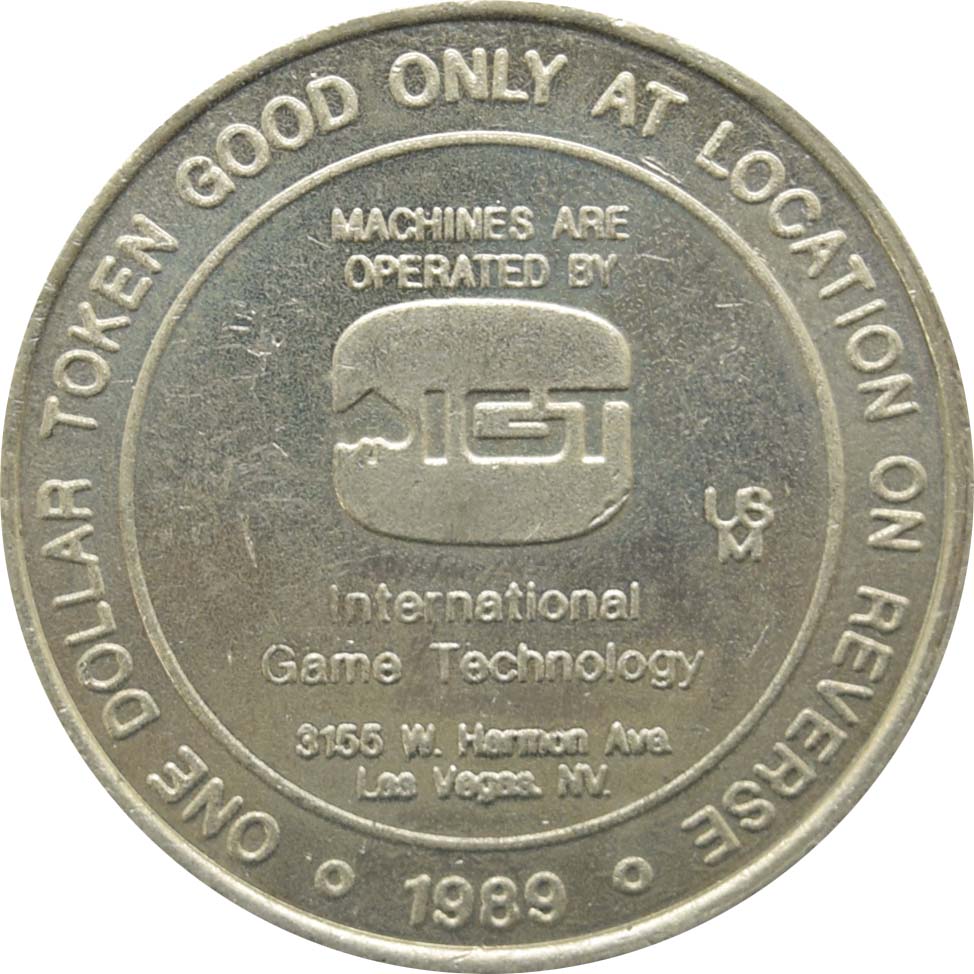 ONE DOLLAR TOKEN GOOD ONLY AT LOCATION ON REVERSE
MACHINES ARE
OPERATED BY
IGT
US
M
International
Game Technology
3155 W. Harmon Ave.
Las Vegas, NV.
1989